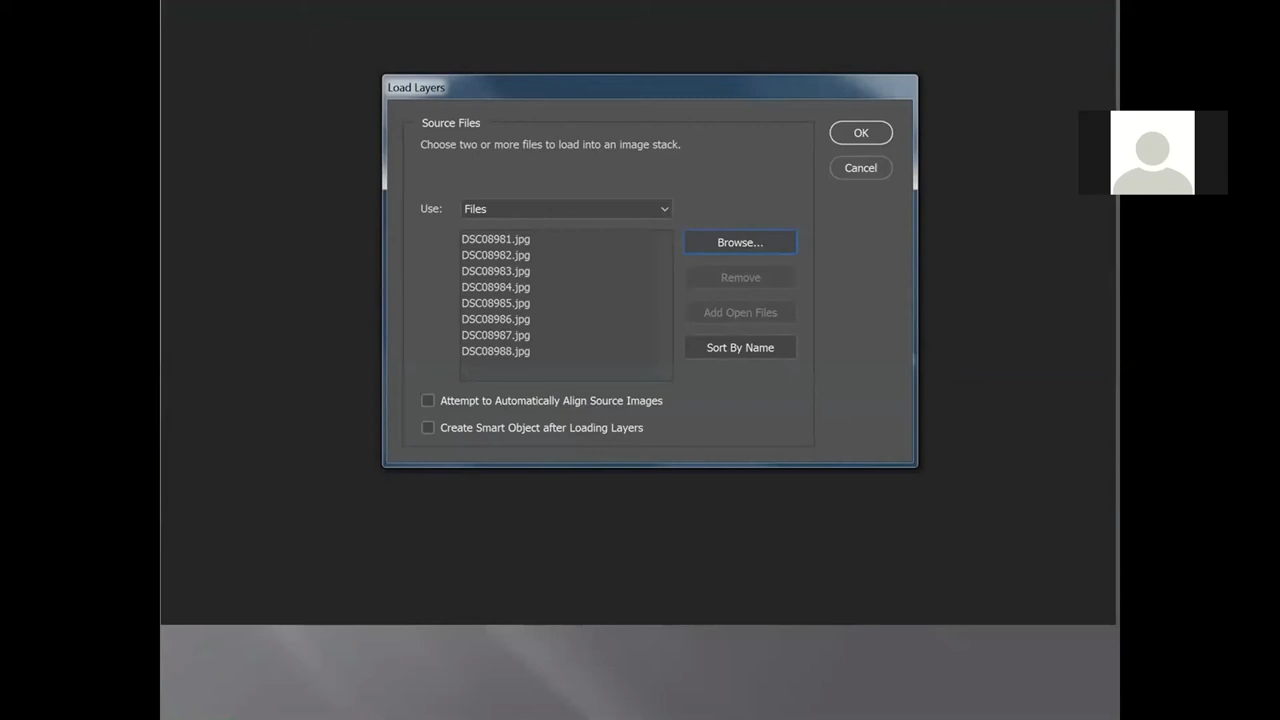 Load Layers
Source Files
OK
Choose two or more files to load into an image stack.
Cancel
Use: Files
DSC08981.jpg
Browse...
DSC08982.jpg
DSC08983.jpg
Remove
DSC08984.jpg
DSC08985.jpg
Add Open Files
DSC08986.jpg
DSC08987.jpg
Sort By Name
DSC08988.jpg
Attempt to Automatically Align Source Images
Create Smart Object after Loading Layers